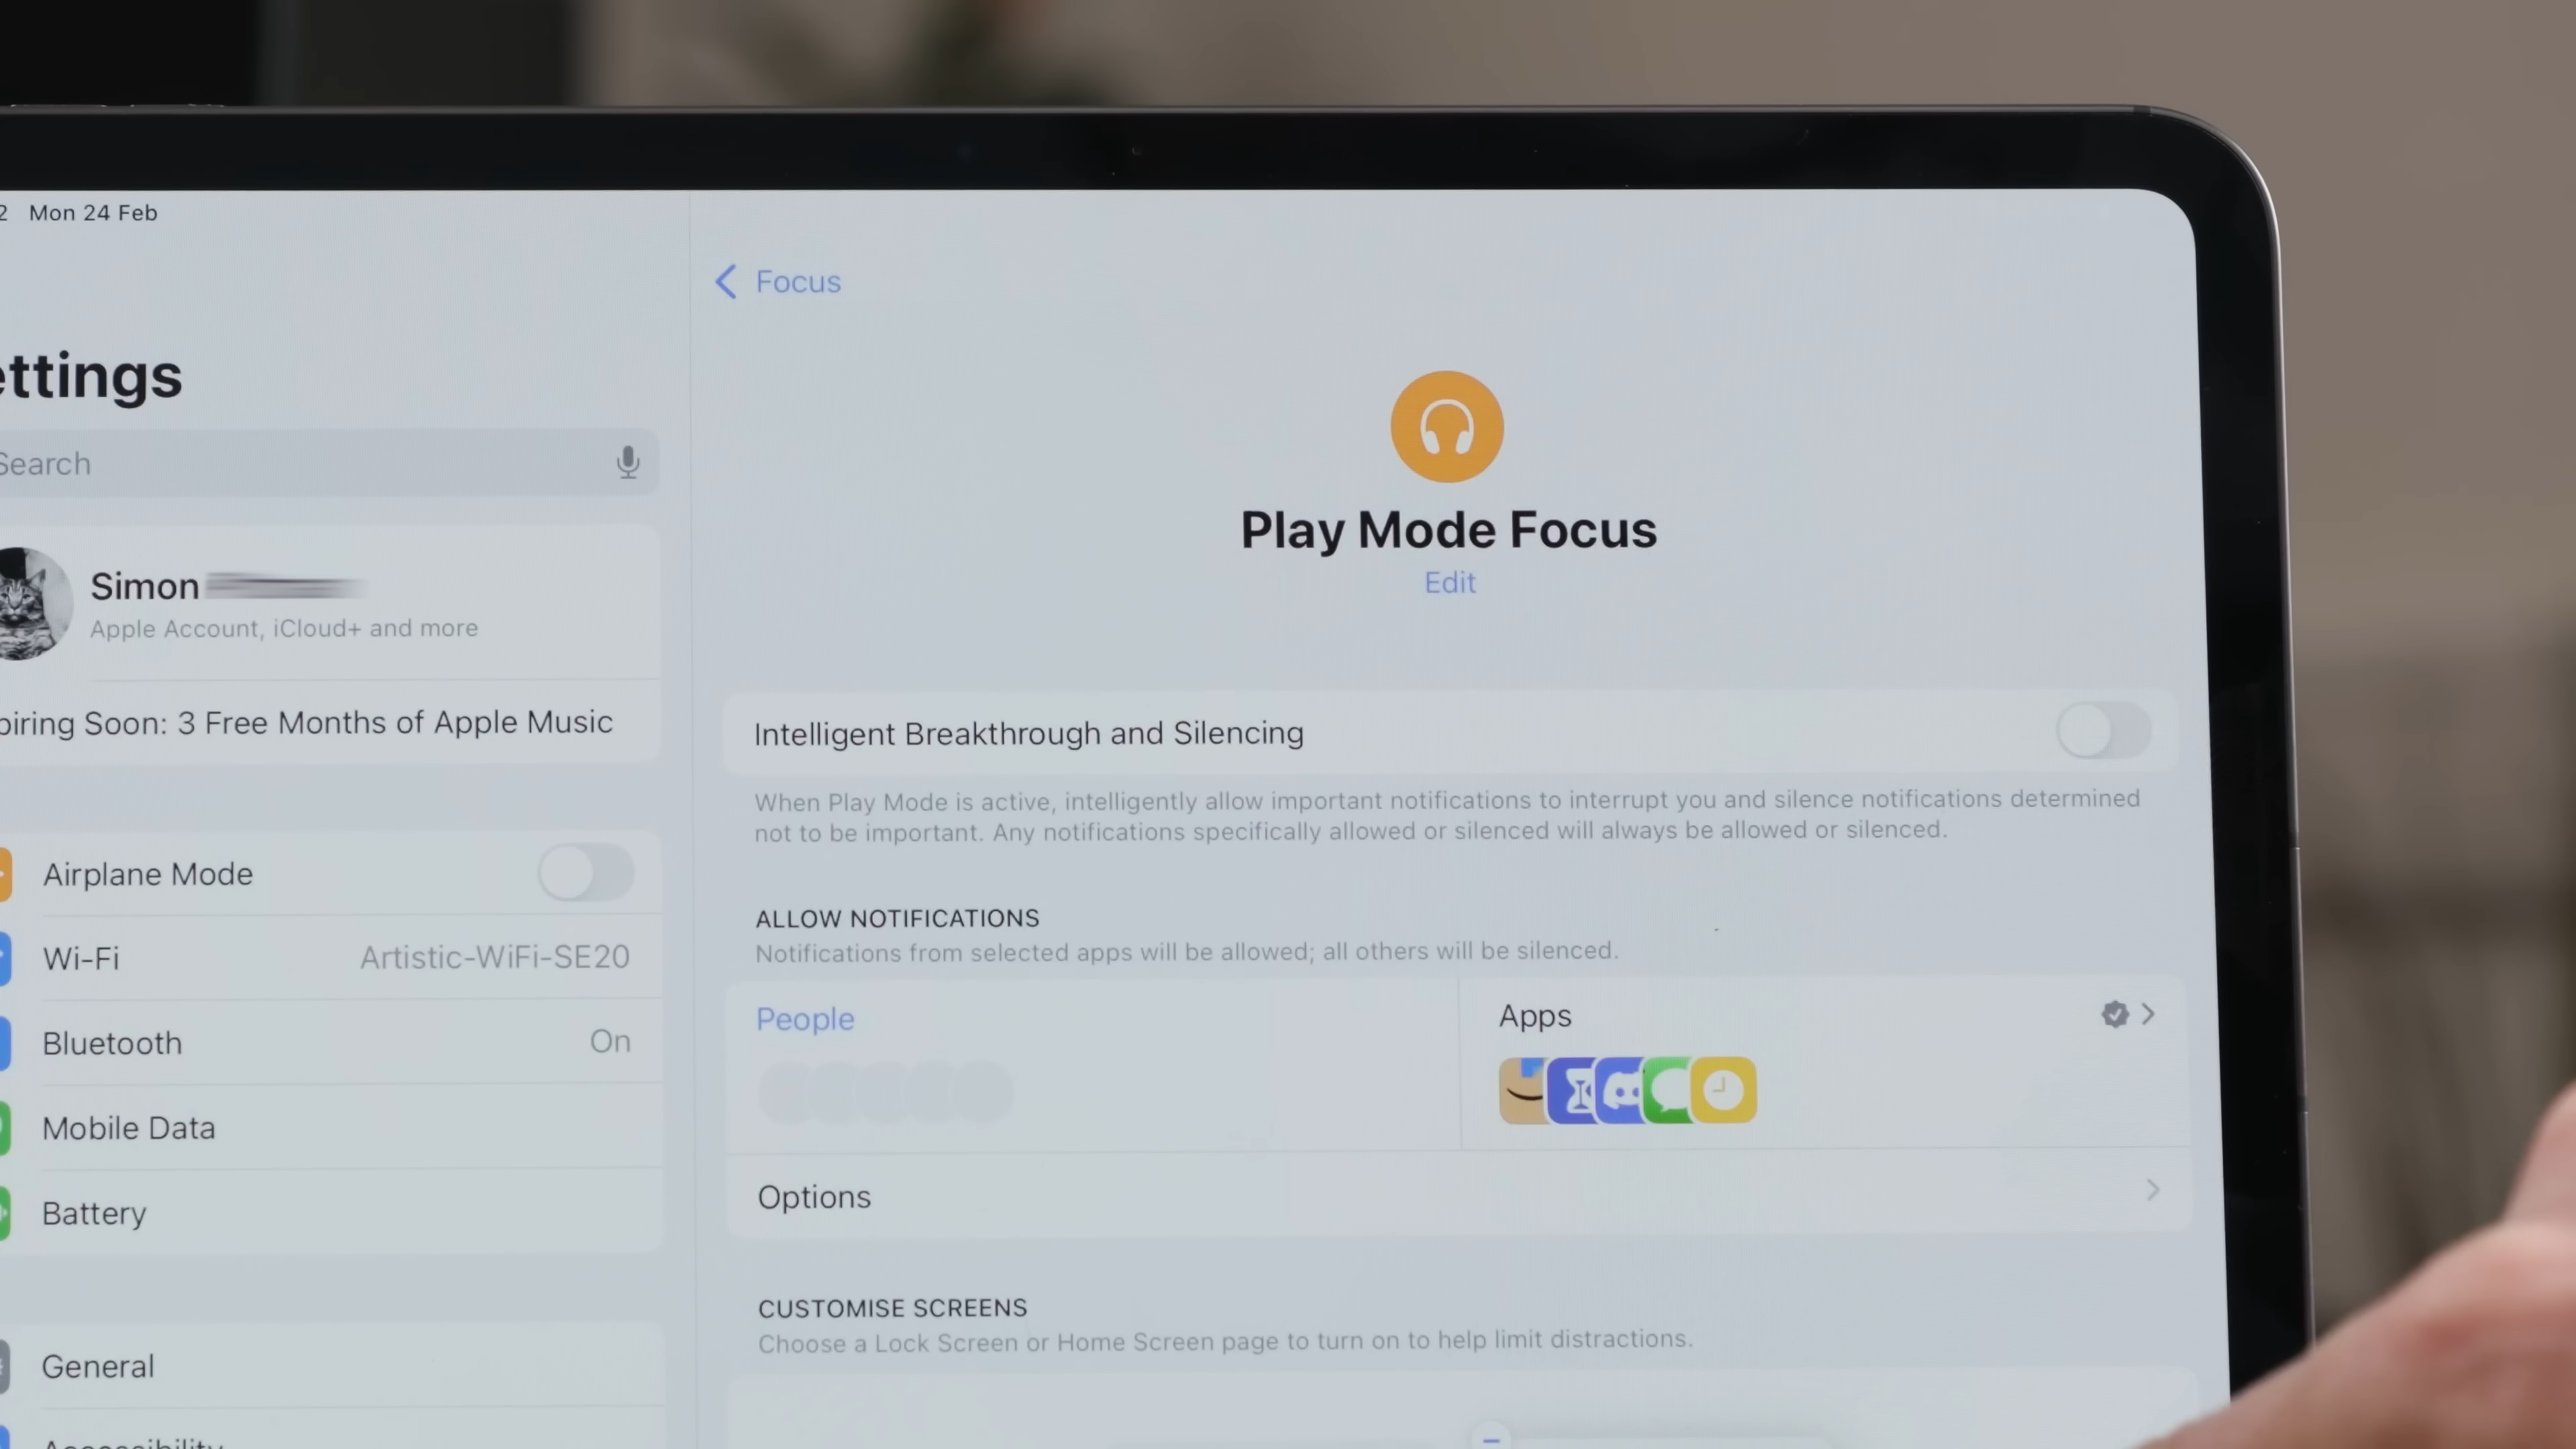 Mon 24 Feb
ettings
Search
Simon
Apple Account, iCloud+ and more
piring Soon: 3 Free Months of Apple Music
Airplane Mode
Wi-Fi Artistic-WiFi-SE20
Bluetooth On
Mobile Data
Battery
General
Focus
Play Mode Focus
Edit
Intelligent Breakthrough and Silencing
When Play Mode is active, intelligently allow important notifications to interrupt you and silence notifications determined
not to be important. Any notifications specifically allowed or silenced will always be allowed or silenced.
ALLOW NOTIFICATIONS
Notifications from selected apps will be allowed; all others will be silenced.
People
Apps
Options
CUSTOMISE SCREENS
Choose a Lock Screen or Home Screen page to turn on to help limit distractions.